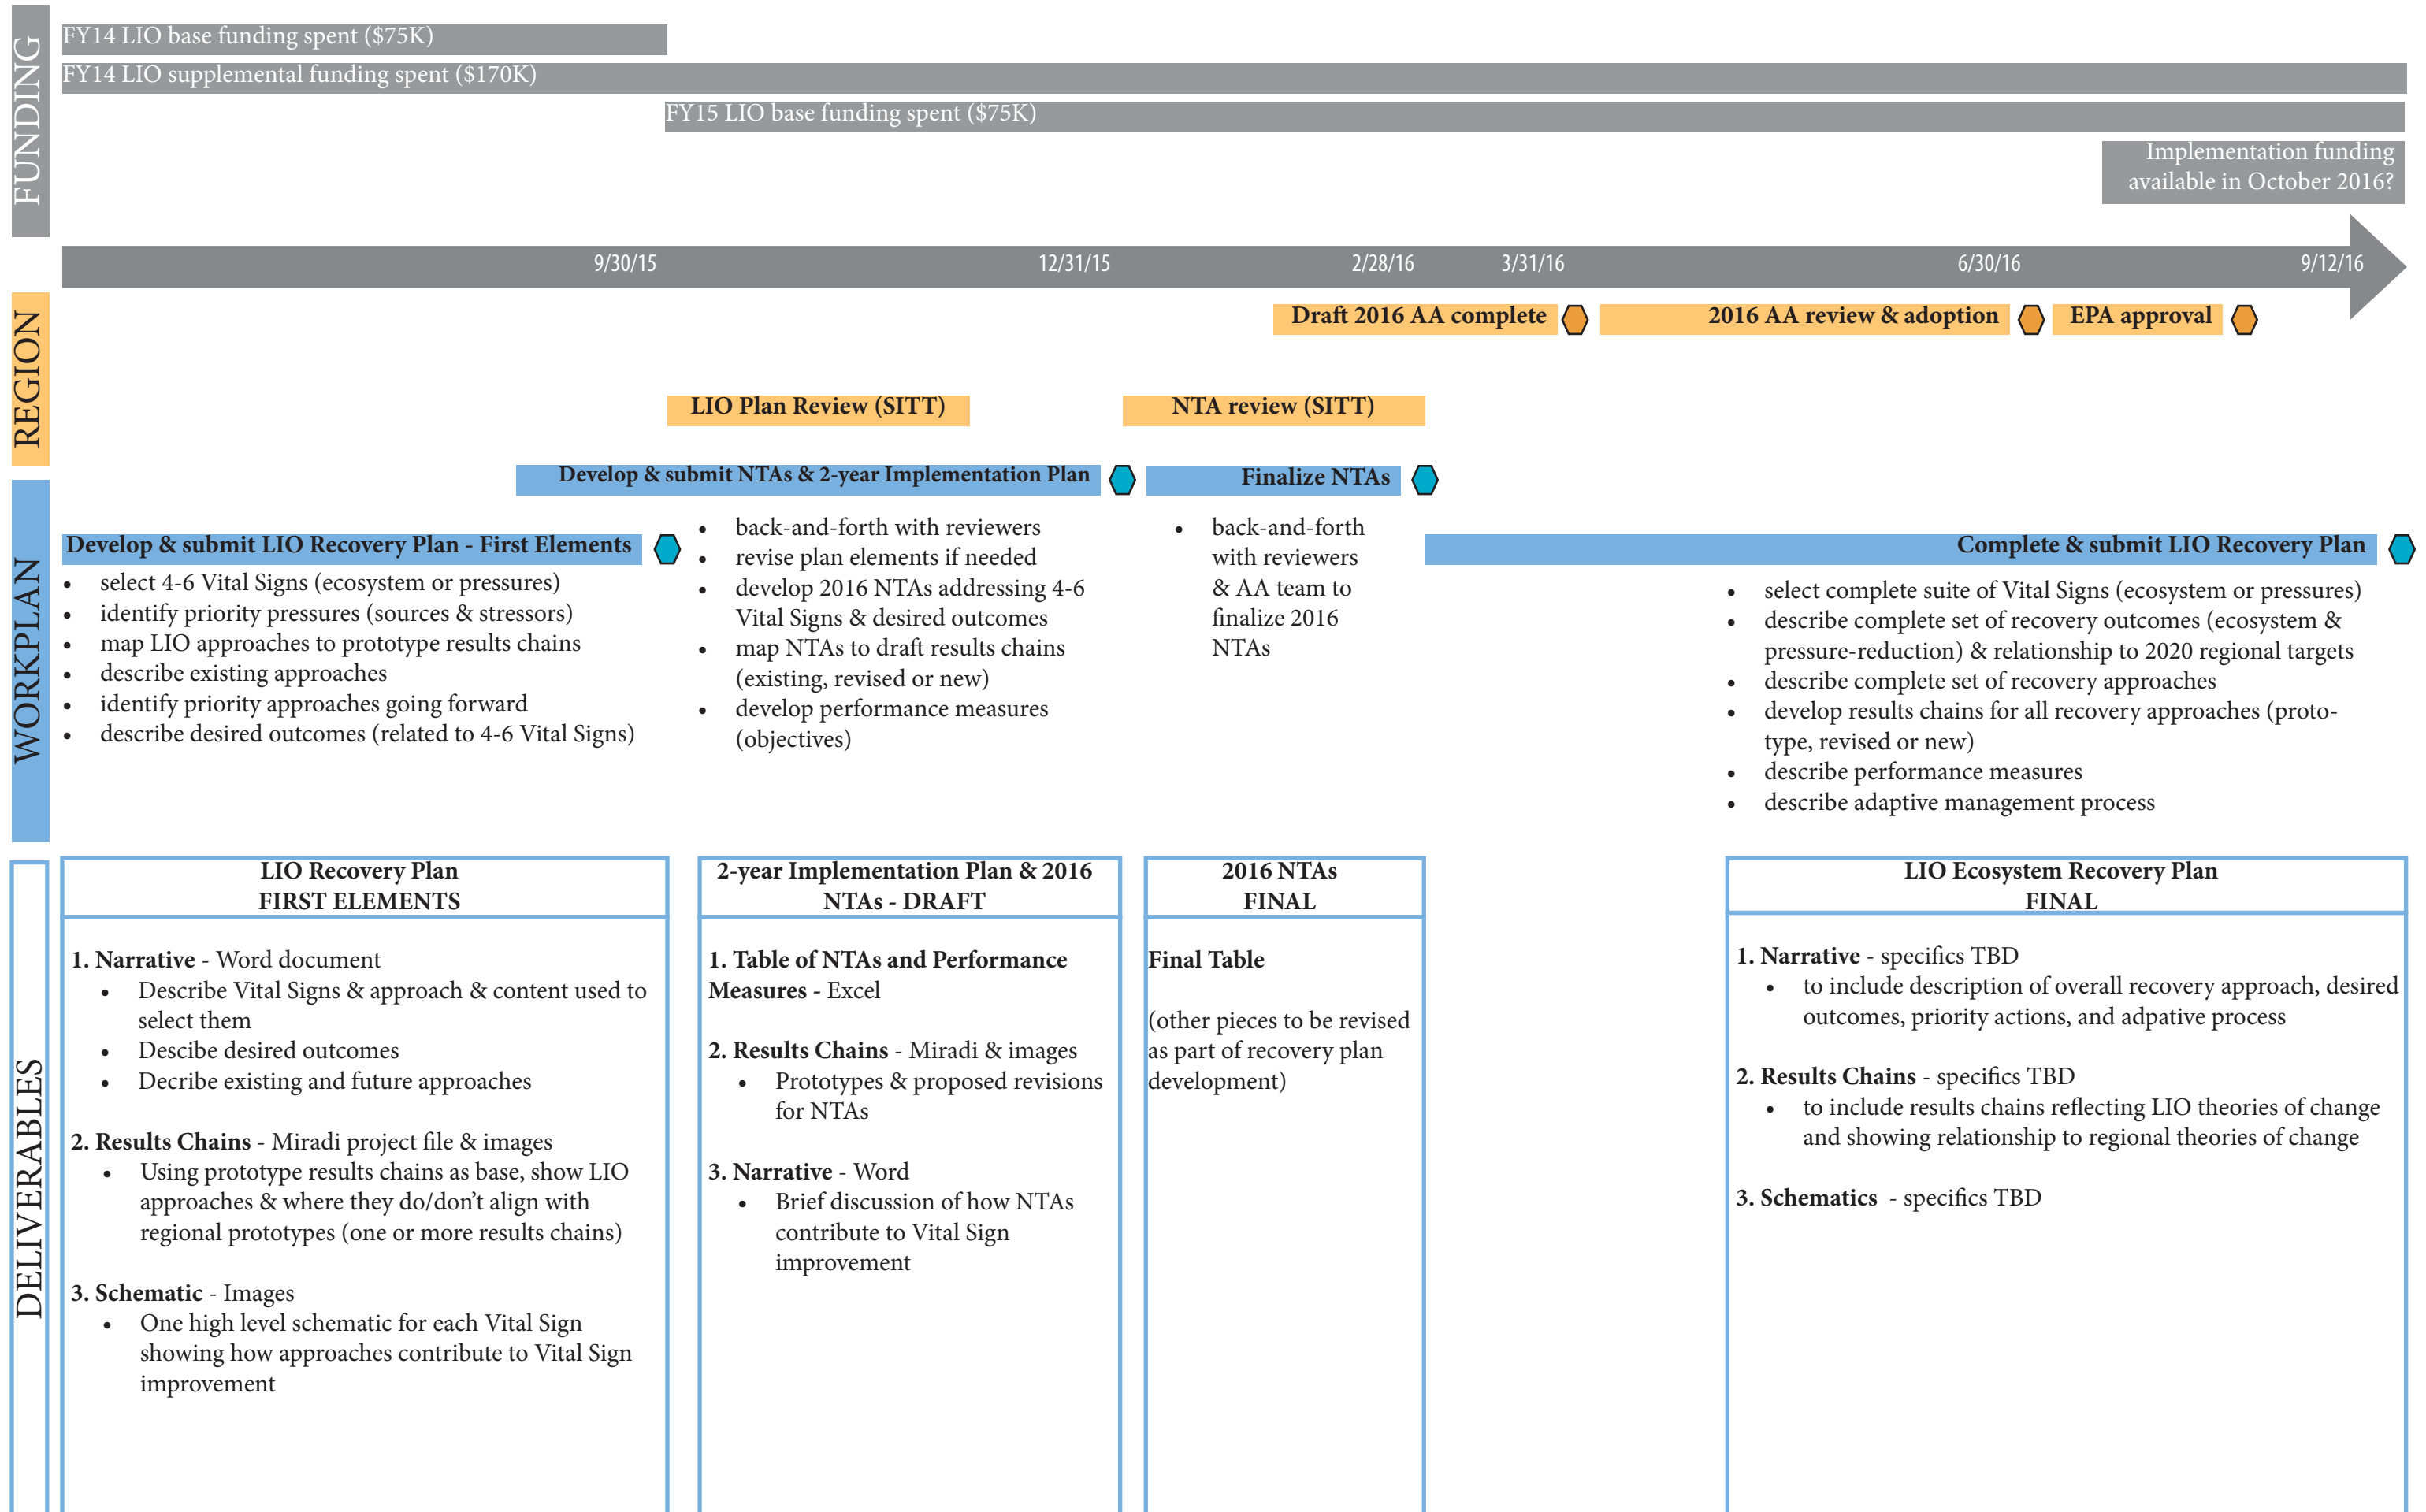 FUNDING
FY14 LIO base funding spent ($75K)
FY14 LIO supplemental funding spent ($170K)
FY15 LIO base funding spent ($75K)
Implementation funding
available in October 2016?
9/30/15
12/31/15
2/28/16
3/31/16
6/30/16
9/12/16
REGION
Draft 2016 AA complete
2016 AA review & adoption
EPA approval
LIO Plan Review (SITT)
NTA review (SITT)
WORKPLAN
Develop & submit LIO Recovery Plan - First Elements
• select 4-6 Vital Signs (ecosystem or pressures)
• identify priority pressures (sources & stressors)
• map LIO approaches to prototype results chains
• describe existing approaches
• identify priority approaches going forward
• describe desired outcomes (related to 4-6 Vital Signs)
Develop & submit NTAs & 2-year Implementation Plan
• back-and-forth with reviewers
• revise plan elements if needed
• develop 2016 NTAs addressing 4-6
Vital Signs & desired outcomes
• map NTAs to draft results chains
(existing, revised or new)
• develop performance measures
(objectives)
Finalize NTAs
• back-and-forth
with reviewers
& AA team to
finalize 2016
NTAs
Complete & submit LIO Recovery Plan
• select complete suite of Vital Signs (ecosystem or pressures)
• describe complete set of recovery outcomes (ecosystem &
pressure-reduction) & relationship to 2020 regional targets
• describe complete set of recovery approaches
• develop results chains for all recovery approaches (proto-
type, revised or new)
• describe performance measures
• describe adaptive management process
DELIVERABLES
LIO Recovery Plan
FIRST ELEMENTS
1. Narrative - Word document
• Describe Vital Signs & approach & content used to
select them
• Descibe desired outcomes
• Decribe existing and future approaches
2. Results Chains - Miradi project file & images
• Using prototype results chains as base, show LIO
approaches & where they do/don't align with
regional prototypes (one or more results chains)
3. Schematic - Images
• One high level schematic for each Vital Sign
showing how approaches contribute to Vital Sign
improvement
2-year Implementation Plan & 2016
NTAs - DRAFT
1. Table of NTAs and Performance
Measures - Excel
2. Results Chains - Miradi & images
• Prototypes & proposed revisions
for NTAs
3. Narrative - Word
• Brief discussion of how NTAs
contribute to Vital Sign
improvement
2016 NTAs
FINAL
Final Table
(other pieces to be revised
as part of recovery plan
development)
LIO Ecosystem Recovery Plan
FINAL
1. Narrative - specifics TBD
• to include description of overall recovery approach, desired
outcomes, priority actions, and adpative process
2. Results Chains - specifics TBD
• to include results chains reflecting LIO theories of change
and showing relationship to regional theories of change
3. Schematics - specifics TBD